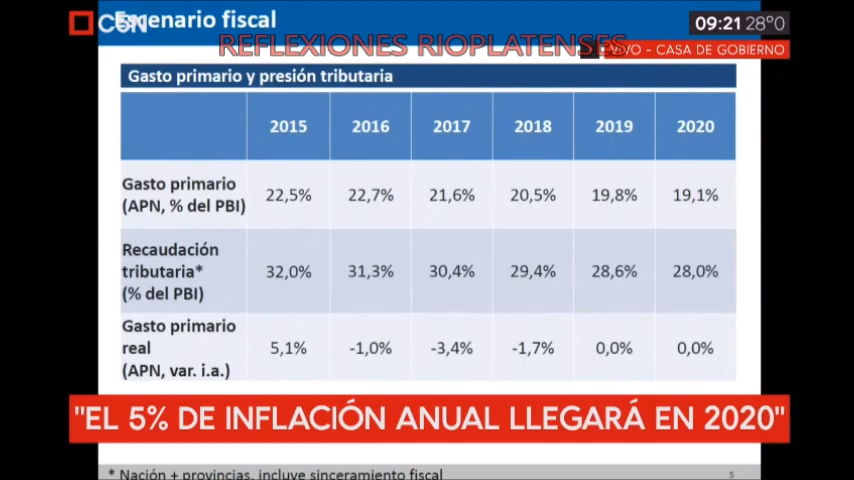 Escenario fiscal
C5N
09:21 28°
REFLEXIONES RIOPLATENSES
VIVO - CASA DE GOBIERNO
Gasto primario y presión tributaria
2015 2016 2017 2018 2019 2020
Gasto primario
(APN, % del PBI) 22,5% 22,7% 21,6% 20,5% 19,8% 19,1%
Recaudación
tributaria* 32,0% 31,3% 30,4% 29,4% 28,6% 28,0%
(% del PBI)
Gasto primario
real 5,1% -1,0% -3,4% -1,7% 0,0% 0,0%
(APN, var. i.a.)
"EL 5% DE INFLACIÓN ANUAL LLEGARÁ EN 2020"
* Nación + provincias, incluye sinceramiento fiscal 5